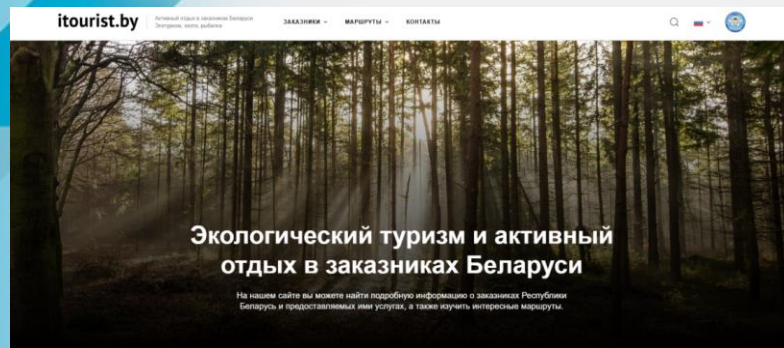 itourist.by
Активный отдых в заказниках Беларуси
Экотуризм, охота, рыбалка
ЗАКАЗНИКИ
МАРШРУТЫ
КОНТАКТЫ
Экологический туризм и активный
отдых в заказниках Беларуси
На нашем сайте вы можете найти подробную информацию о заказниках Республики
Беларусь и предоставляемых ими услугах, а также изучить интересные маршруты.